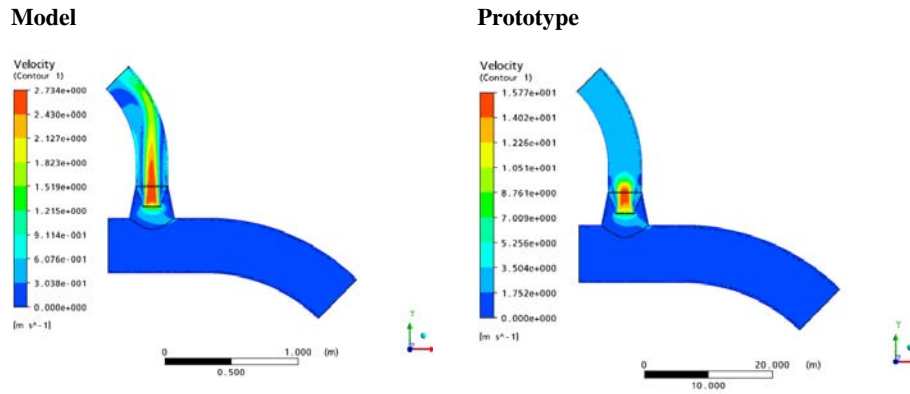 Model
Prototype
Velocity
(Contour 1)
2.734e+000
2.430e+000
2.127e+000
1.823e+000
1.519e+000
1.215e+000
9.114e-001
6.076e-001
3.038e-001
0.000e+000
[m s^-1]
0 1.000 (m)
0.500
Y
Velocity
(Contour 1)
1.577e+001
1.402e+001
1.226e+001
1.051e+001
8.761e+000
7.009e+000
5.256e+000
3.504e+000
1.752e+000
0.000e+000
[m s^-1]
0 20.000 (m)
10.000
Y